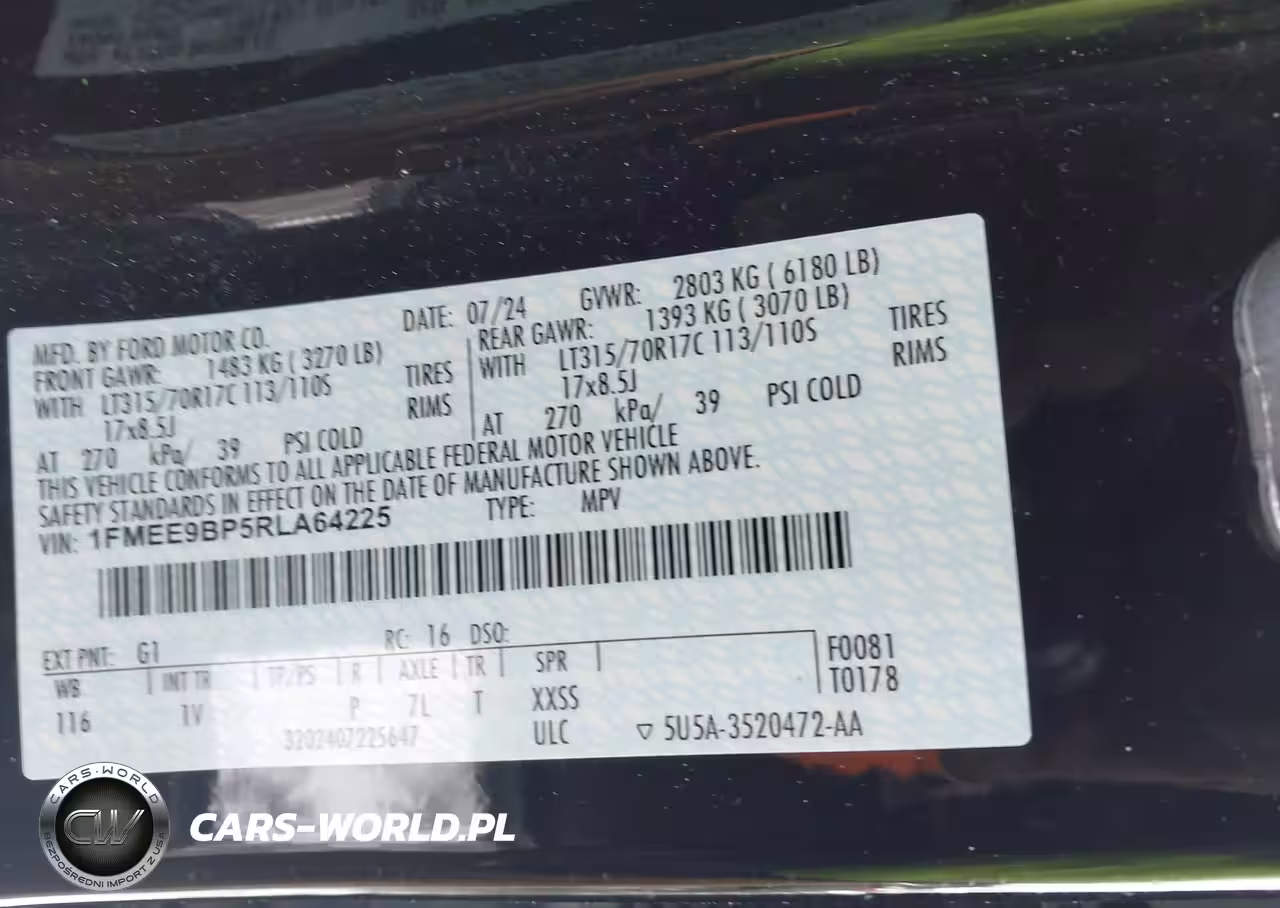 MFD. BY FORD MOTOR CO. DATE: 07/24 GVWR: 2803 KG ( 6180 LB)
FRONT GAWR: 1483 KG ( 3270 LB)
WITH LT315/70R17C 113/110S TIRES
17x8.5J RIMS
AT 270 kPa/ 39 PSI COLD
REAR GAWR: 1393 KG ( 3070 LB)
WITH LT315/70R17C 113/110S TIRES
17x8.5J RIMS
AT 270 kPa/ 39 PSI COLD
THIS VEHICLE CONFORMS TO ALL APPLICABLE FEDERAL MOTOR VEHICLE
SAFETY STANDARDS IN EFFECT ON THE DATE OF MANUFACTURE SHOWN ABOVE.
VIN: 1FMEE9BP5RLA64225 TYPE: MPV
EXT PNT: G1 RC: 16 DSO:
WB INT TR TP/PS R AXLE TR SPR
116 1V P 7L T XXSS
F0081
T0178
3202407225647 ULC ▽ 5U5A-3520472-AA
CARS-WORLD
CW
BEZPOŚREDNI IMPORT Z USA
CARS-WORLD.PL